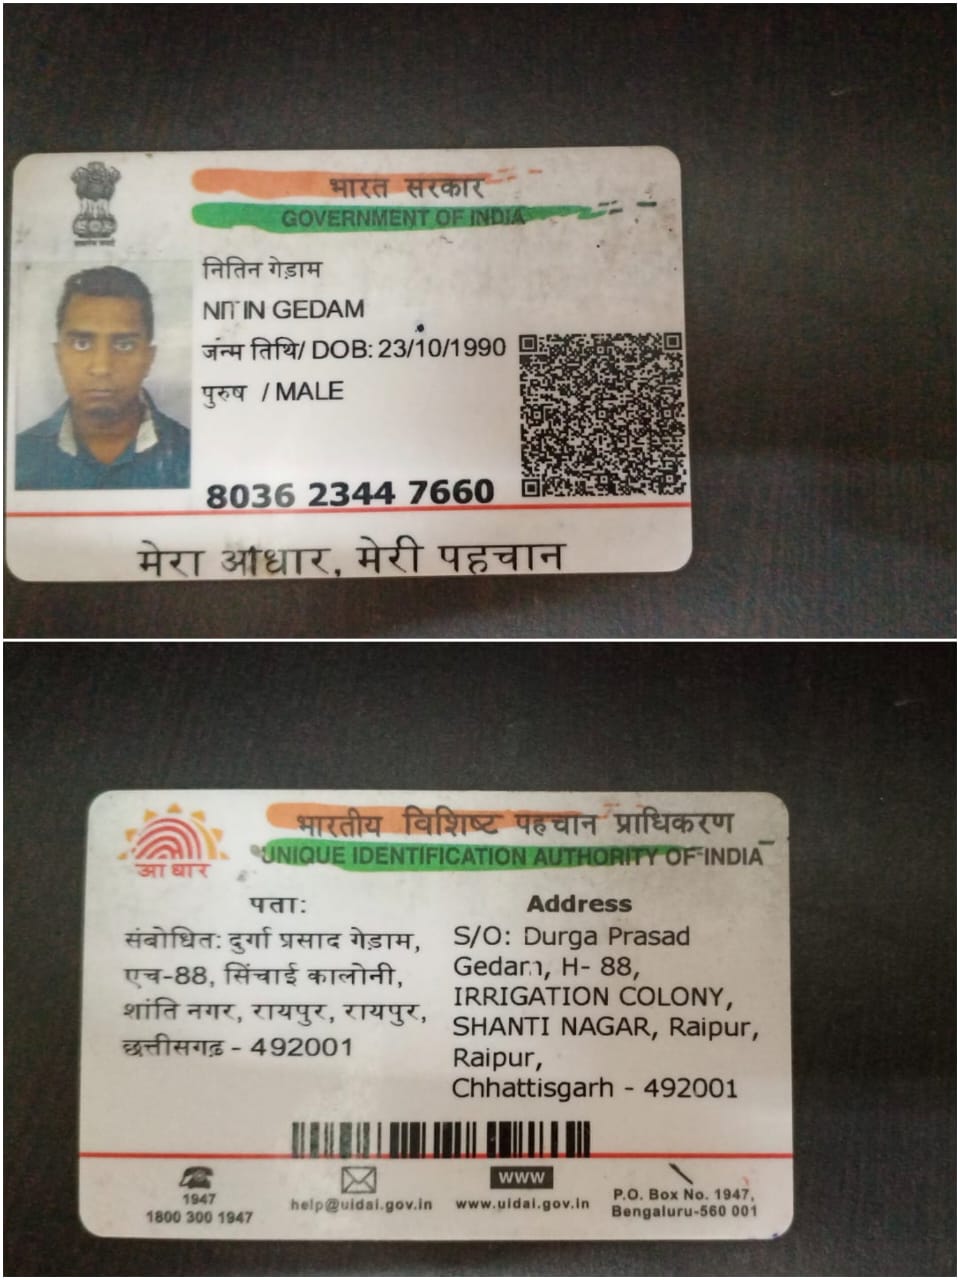 भारत सरकार
GOVERNMENT OF INDIA
नितिन गेड़ाम
NITIN GEDAM
जन्म तिथि/ DOB: 23/10/1990
पुरुष / MALE
8036 2344 7660
मेरा आधार, मेरी पहचान
भारतीय विशिष्ट पहचान प्राधिकरण
UNIQUE IDENTIFICATION AUTHORITY OF INDIA
आधार
पता:
संबोधित: दुर्गा प्रसाद गेड़ाम,
एच-88, सिंचाई कालोनी,
शांति नगर, रायपुर, रायपुर,
छत्तीसगढ़ - 492001
Address
S/O: Durga Prasad
Gedam, H- 88,
IRRIGATION COLONY,
SHANTI NAGAR, Raipur,
Raipur,
Chhattisgarh - 492001
1947
1800 300 1947
help@uidai.gov.in
www
www.uidai.gov.in
P.O. Box No. 1947,
Bengaluru-560 001